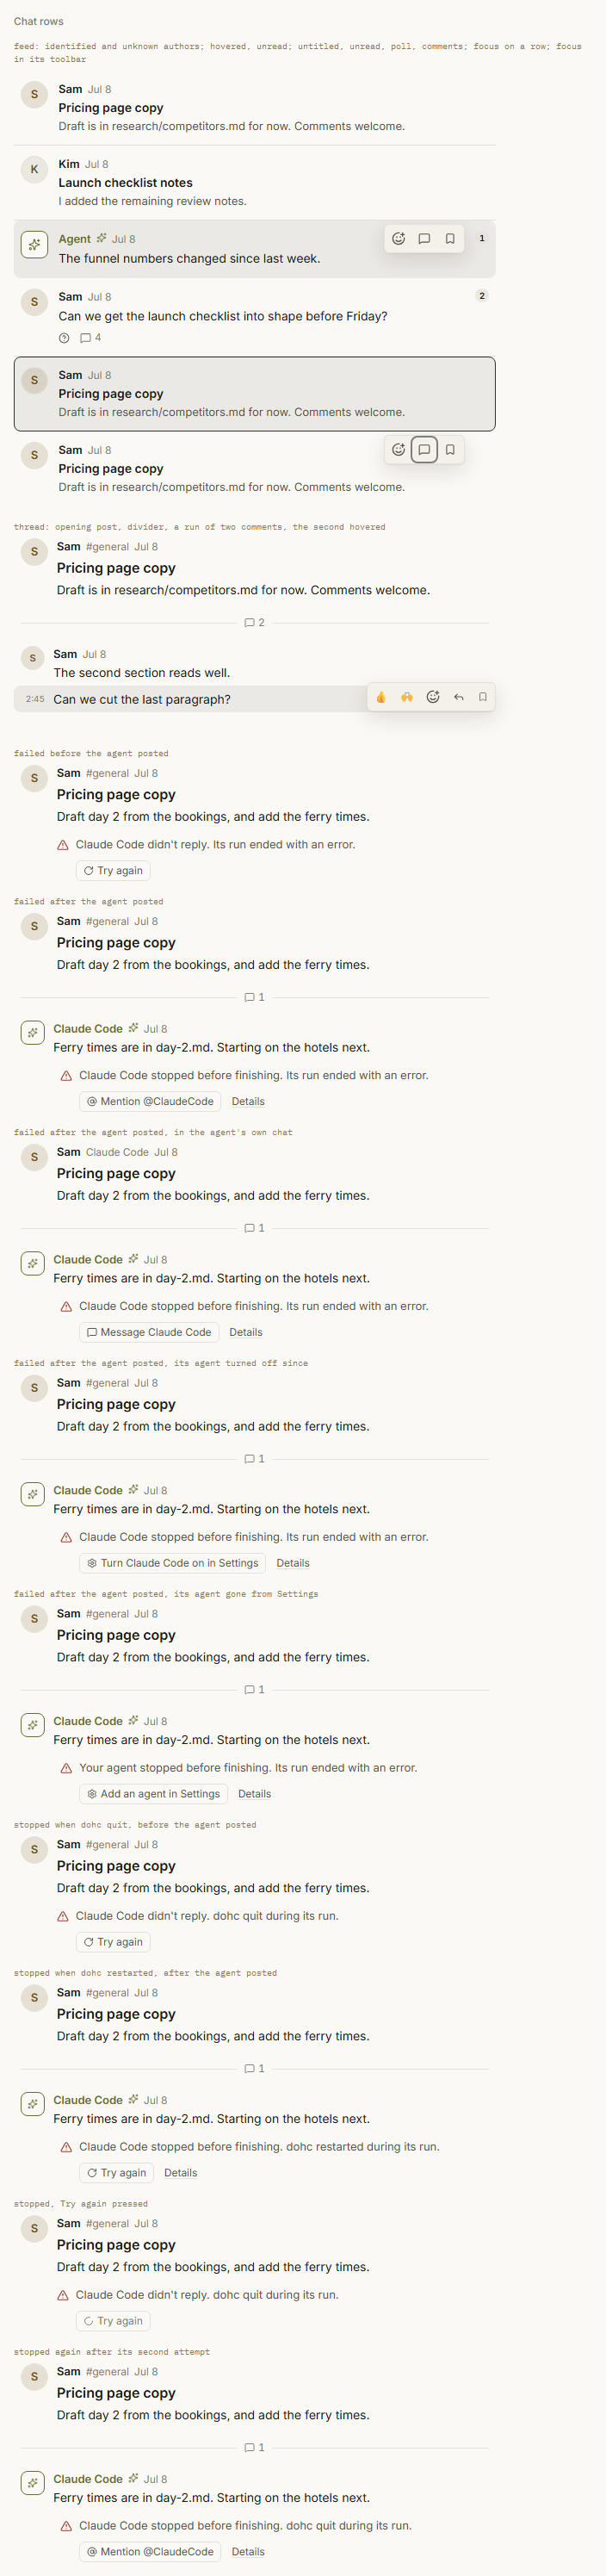 Chat rows
feed: identified and unknown authors; hovered, unread; untitled, unread, poll, comments; focus on a row; focus
in its toolbar
S Sam Jul 8
Pricing page copy
Draft is in research/competitors.md for now. Comments welcome.
K Kim Jul 8
Launch checklist notes
I added the remaining review notes.
Agent Jul 8 1
The funnel numbers changed since last week.
S Sam Jul 8 2
Can we get the launch checklist into shape before Friday?
4
S Sam Jul 8
Pricing page copy
Draft is in research/competitors.md for now. Comments welcome.
S Sam Jul 8
Pricing page copy
Draft is in research/competitors.md for now. Comments welcome.
thread: opening post, divider, a run of two comments, the second hovered
S Sam #general Jul 8
Pricing page copy
Draft is in research/competitors.md for now. Comments welcome.
2
S Sam Jul 8
The second section reads well.
2:45 Can we cut the last paragraph?
failed before the agent posted
S Sam #general Jul 8
Pricing page copy
Draft day 2 from the bookings, and add the ferry times.
Claude Code didn't reply. Its run ended with an error.
Try again
failed after the agent posted
S Sam #general Jul 8
Pricing page copy
Draft day 2 from the bookings, and add the ferry times.
1
Claude Code Jul 8
Ferry times are in day-2.md. Starting on the hotels next.
Claude Code stopped before finishing. Its run ended with an error.
Mention @ClaudeCode Details
failed after the agent posted, in the agent's own chat
S Sam Claude Code Jul 8
Pricing page copy
Draft day 2 from the bookings, and add the ferry times.
1
Claude Code Jul 8
Ferry times are in day-2.md. Starting on the hotels next.
Claude Code stopped before finishing. Its run ended with an error.
Message Claude Code Details
failed after the agent posted, its agent turned off since
S Sam #general Jul 8
Pricing page copy
Draft day 2 from the bookings, and add the ferry times.
1
Claude Code Jul 8
Ferry times are in day-2.md. Starting on the hotels next.
Claude Code stopped before finishing. Its run ended with an error.
Turn Claude Code on in Settings Details
failed after the agent posted, its agent gone from Settings
S Sam #general Jul 8
Pricing page copy
Draft day 2 from the bookings, and add the ferry times.
1
Claude Code Jul 8
Ferry times are in day-2.md. Starting on the hotels next.
Your agent stopped before finishing. Its run ended with an error.
Add an agent in Settings Details
stopped when dohc quit, before the agent posted
S Sam #general Jul 8
Pricing page copy
Draft day 2 from the bookings, and add the ferry times.
Claude Code didn't reply. dohc quit during its run.
Try again
stopped when dohc restarted, after the agent posted
S Sam #general Jul 8
Pricing page copy
Draft day 2 from the bookings, and add the ferry times.
1
Claude Code Jul 8
Ferry times are in day-2.md. Starting on the hotels next.
Claude Code stopped before finishing. dohc restarted during its run.
Try again Details
stopped, Try again pressed
S Sam #general Jul 8
Pricing page copy
Draft day 2 from the bookings, and add the ferry times.
Claude Code didn't reply. dohc quit during its run.
Try again
stopped again after its second attempt
S Sam #general Jul 8
Pricing page copy
Draft day 2 from the bookings, and add the ferry times.
1
Claude Code Jul 8
Ferry times are in day-2.md. Starting on the hotels next.
Claude Code stopped before finishing. dohc quit during its run.
Mention @ClaudeCode Details